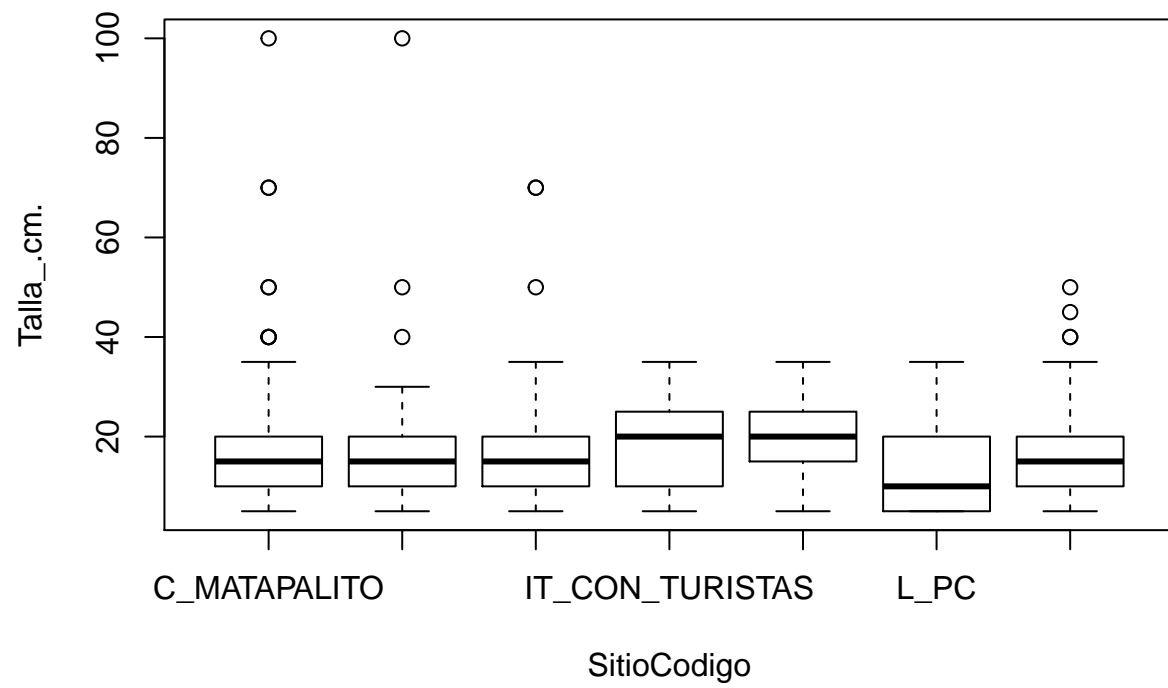 100
80
60
40
20
Talla_.cm.
C_MATAPALITO IT_CON_TURISTAS L_PC
SitioCodigo